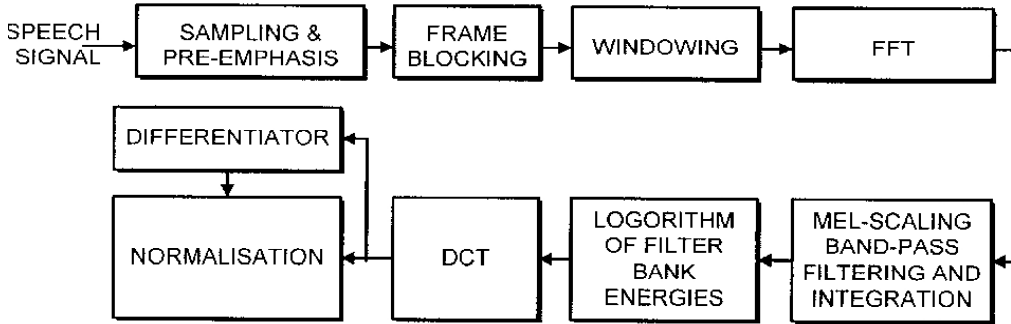 SPEECH
SIGNAL
SAMPLING &
PRE-EMPHASIS
FRAME
BLOCKING
WINDOWING
FFT
DIFFERENTIATOR
NORMALISATION
DCT
LOGORITHM
OF FILTER
BANK
ENERGIES
MEL-SCALING
BAND-PASS
FILTERING AND
INTEGRATION